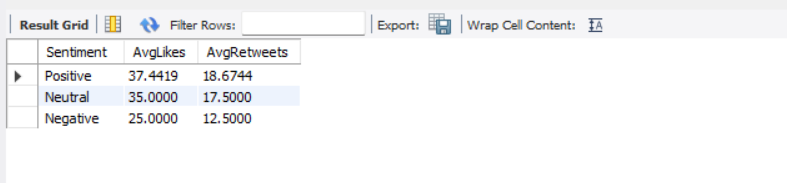 Result Grid Filter Rows: Export: Wrap Cell Content: IA
Sentiment AvgLikes AvgRetweets
Positive 37.4419 18.6744
Neutral 35.0000 17.5000
Negative 25.0000 12.5000